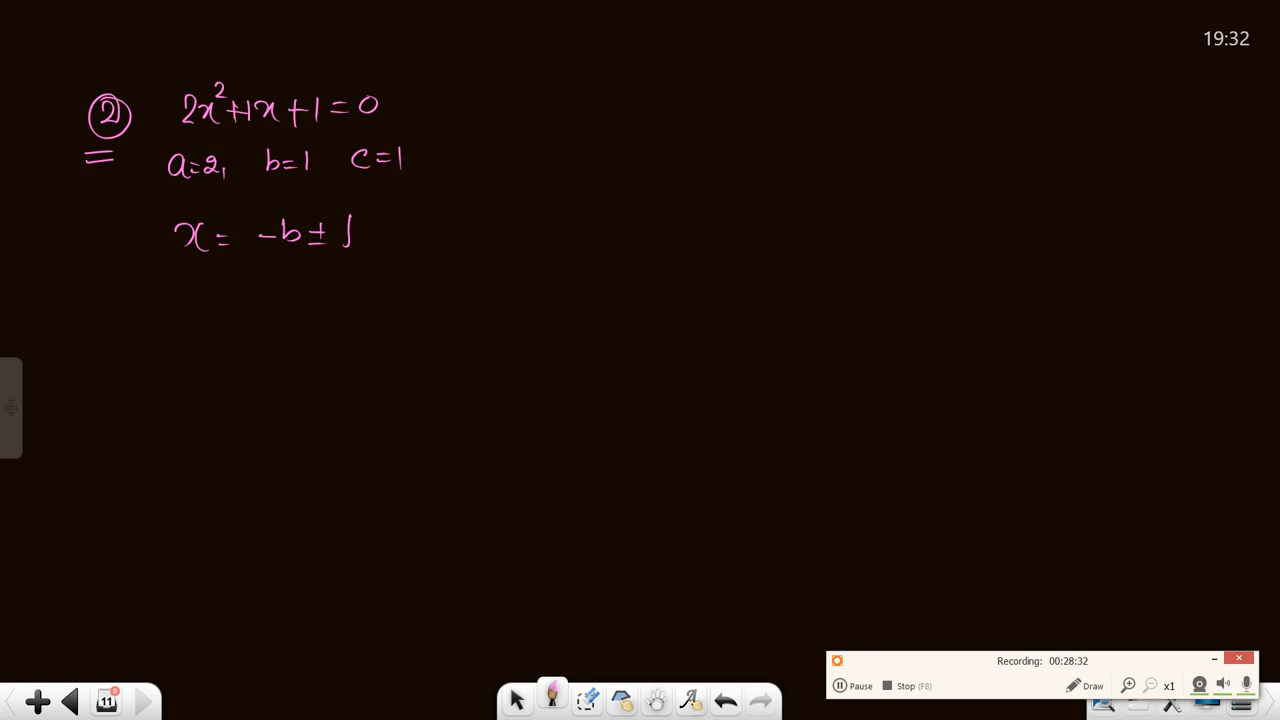 19:32
② 2x²+1x+1=0
a=2, b=1 c=1
x= -b±∫
Recording: 00:28:32
Pause Stop (F8) Draw x1
11 0